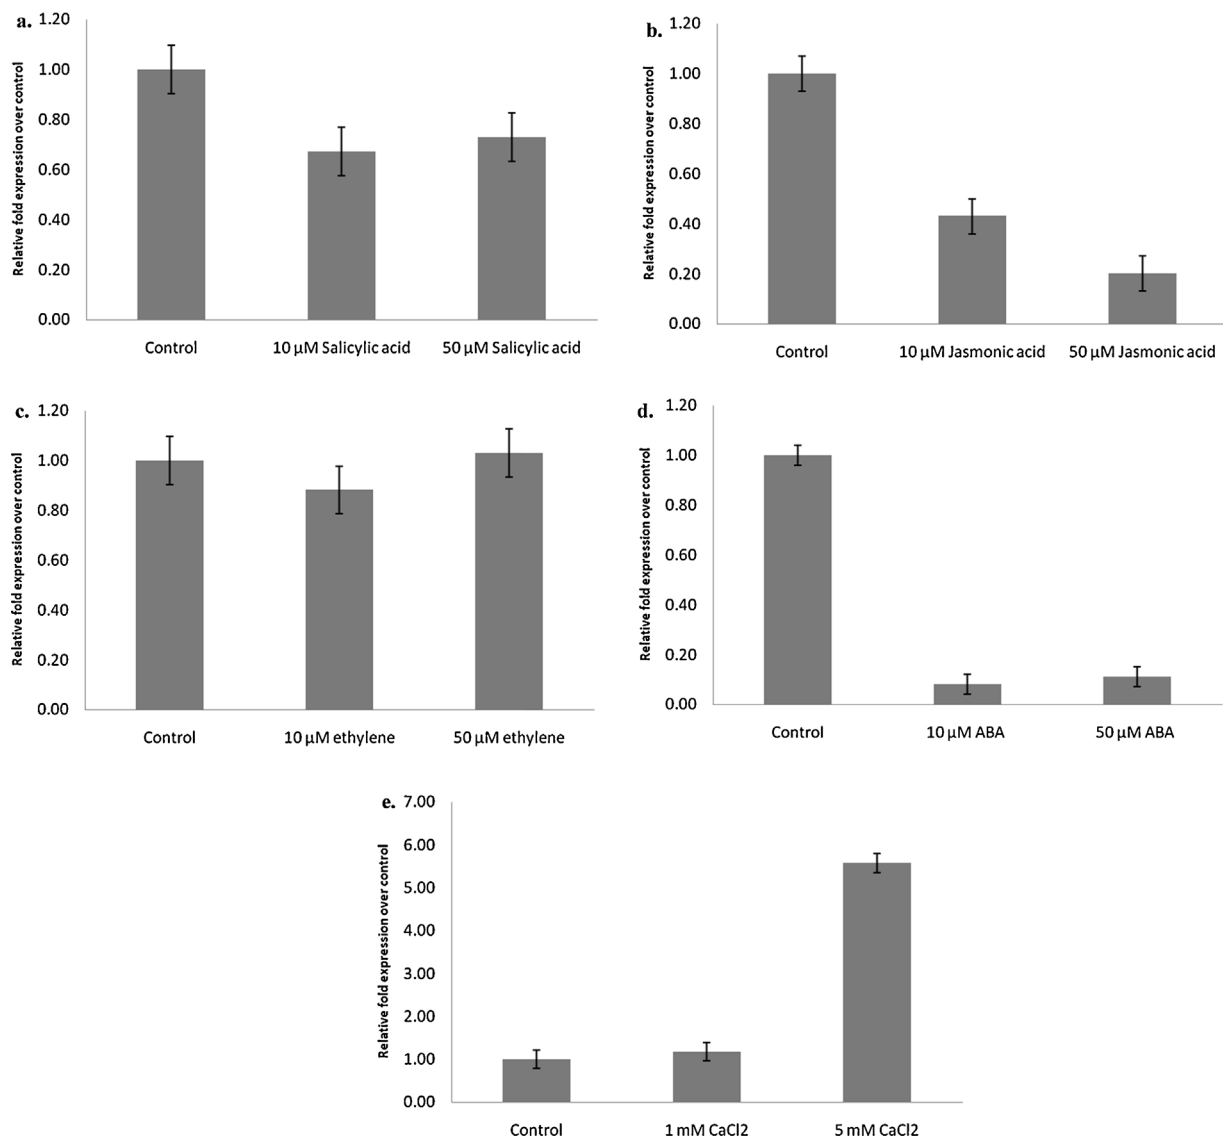 a.
1.20
1.00
0.80
0.60
0.40
0.20
0.00
Relative fold expression over control
Control
10 µM Salicylic acid
50 µM Salicylic acid
b.
1.20
1.00
0.80
0.60
0.40
0.20
0.00
Relative fold expression over control
Control
10 µM Jasmonic acid
50 µM Jasmonic acid
c.
1.20
1.00
0.80
0.60
0.40
0.20
0.00
Relative fold expression over control
Control
10 µM ethylene
50 µM ethylene
d.
1.20
1.00
0.80
0.60
0.40
0.20
0.00
Relative fold expression over control
Control
10 µM ABA
50 µM ABA
e.
7.00
6.00
5.00
4.00
3.00
2.00
1.00
0.00
Relative fold expression over control
Control
1 mM CaCl2
5 mM CaCl2